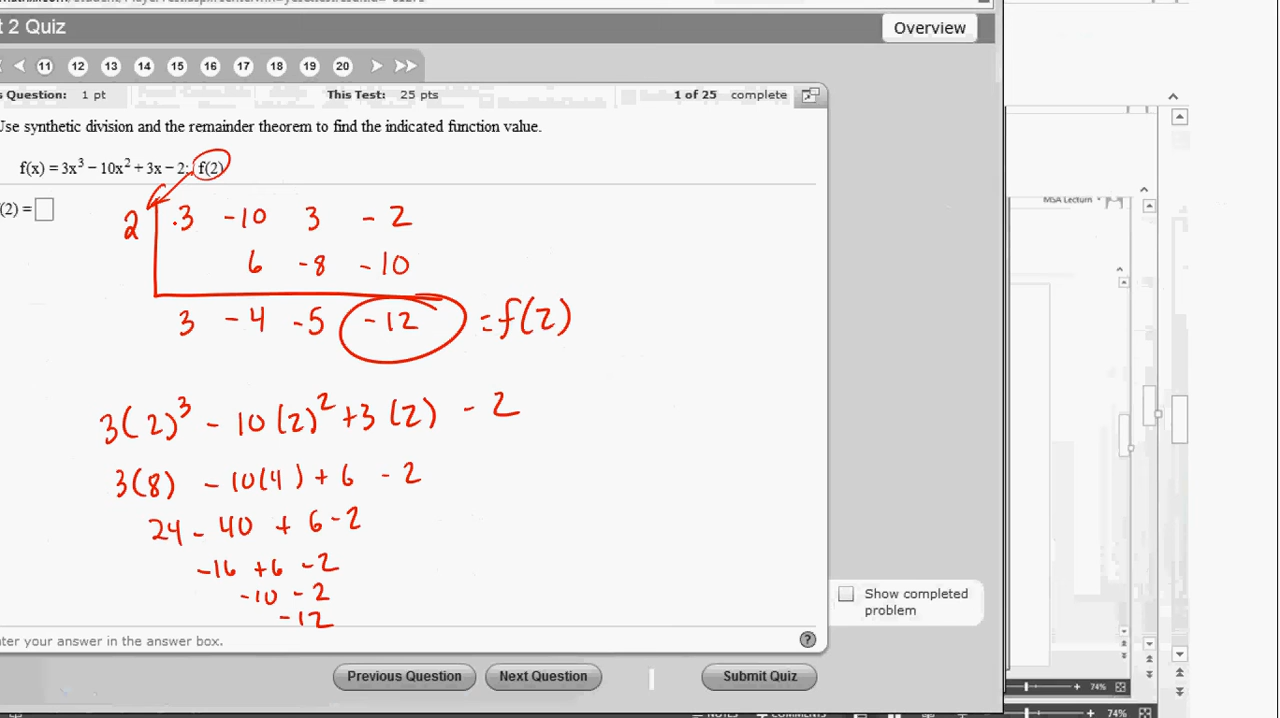 t 2 Quiz
Overview
11 12 13 14 15 16 17 18 19 20
s Question: 1 pt
This Test: 25 pts
1 of 25 complete
Use synthetic division and the remainder theorem to find the indicated function value.
f(x) = 3x³ − 10x² + 3x − 2; f(2)
(2) =
2 3 -10 3 -2
6 -8 -10
3 -4 -5 -12 = f(2)
3(2)³ - 10(2)² + 3(2) - 2
3(8) - 10(4) + 6 - 2
24 - 40 + 6 - 2
-16 + 6 - 2
-10 - 2
-12
nter your answer in the answer box.
?
Show completed
problem
Previous Question
Next Question
Submit Quiz
MSA Lecturn
74%
NOTES
COMMENTS
74%